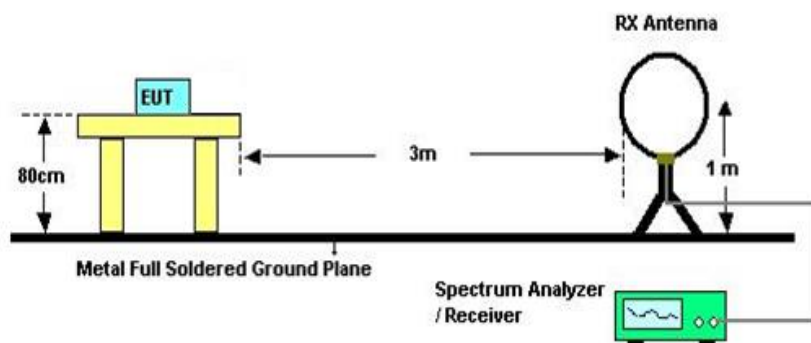 RX Antenna
EUT
3m
80cm
1 m
Metal Full Soldered Ground Plane
Spectrum Analyzer
/ Receiver